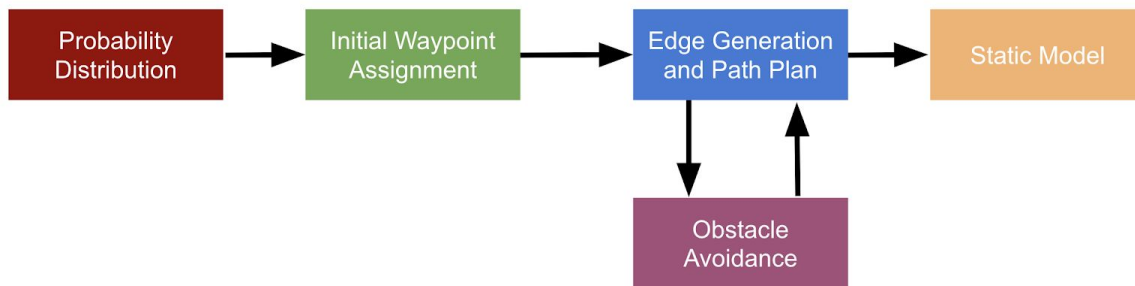 Probability
Distribution
Initial Waypoint
Assignment
Edge Generation
and Path Plan
Static Model
Obstacle
Avoidance